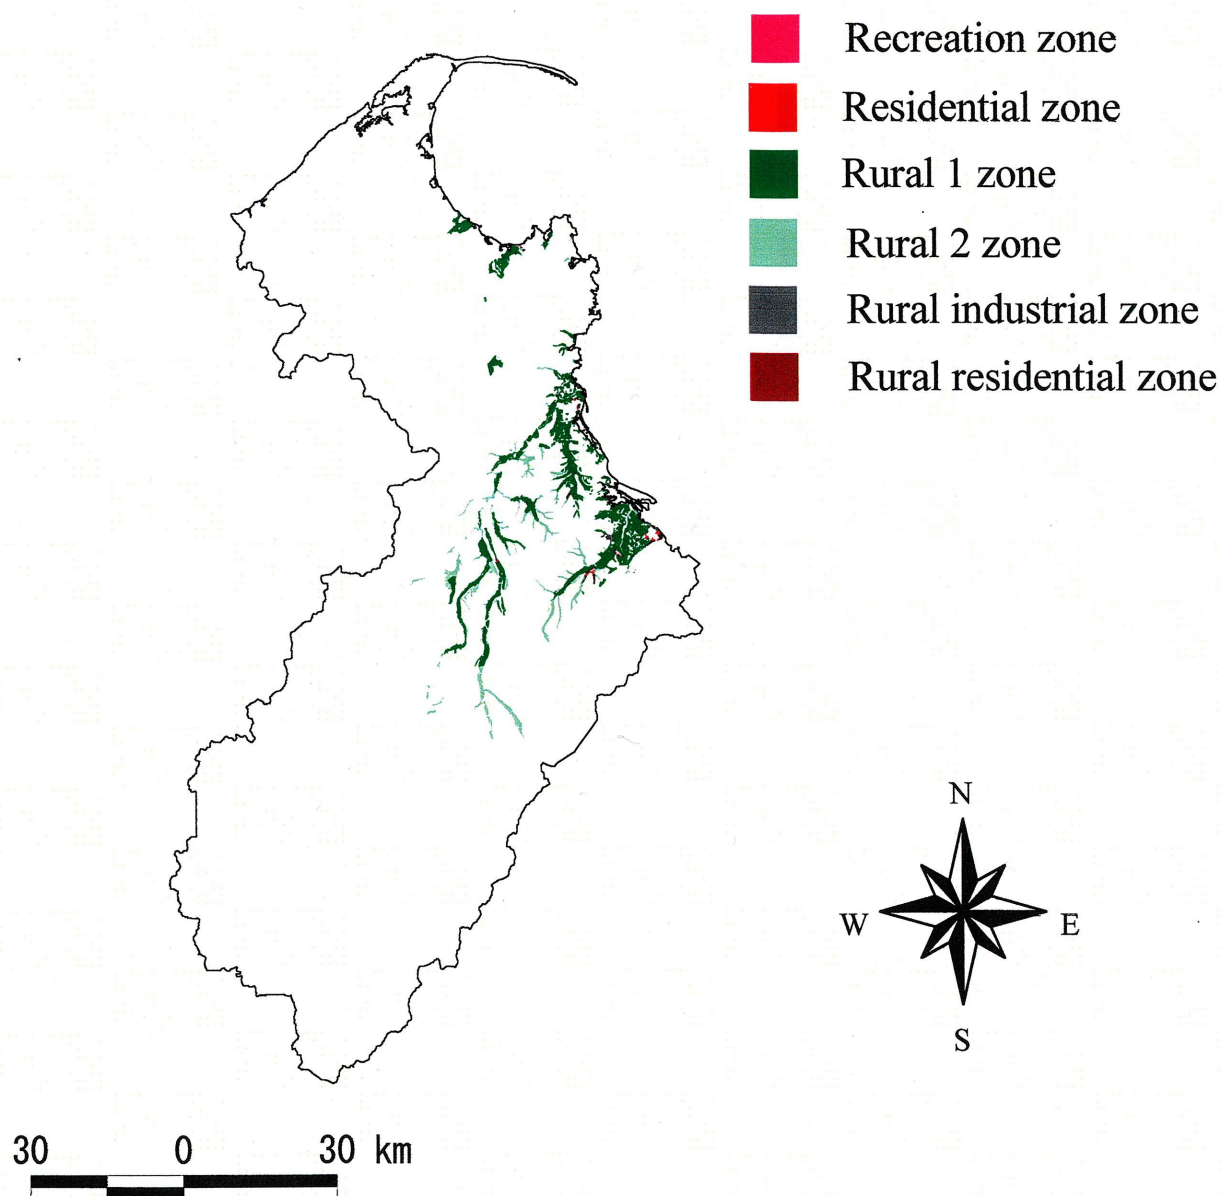 Recreation zone
Residential zone
Rural 1 zone
Rural 2 zone
Rural industrial zone
Rural residential zone
N
W
E
S
30 0 30 km